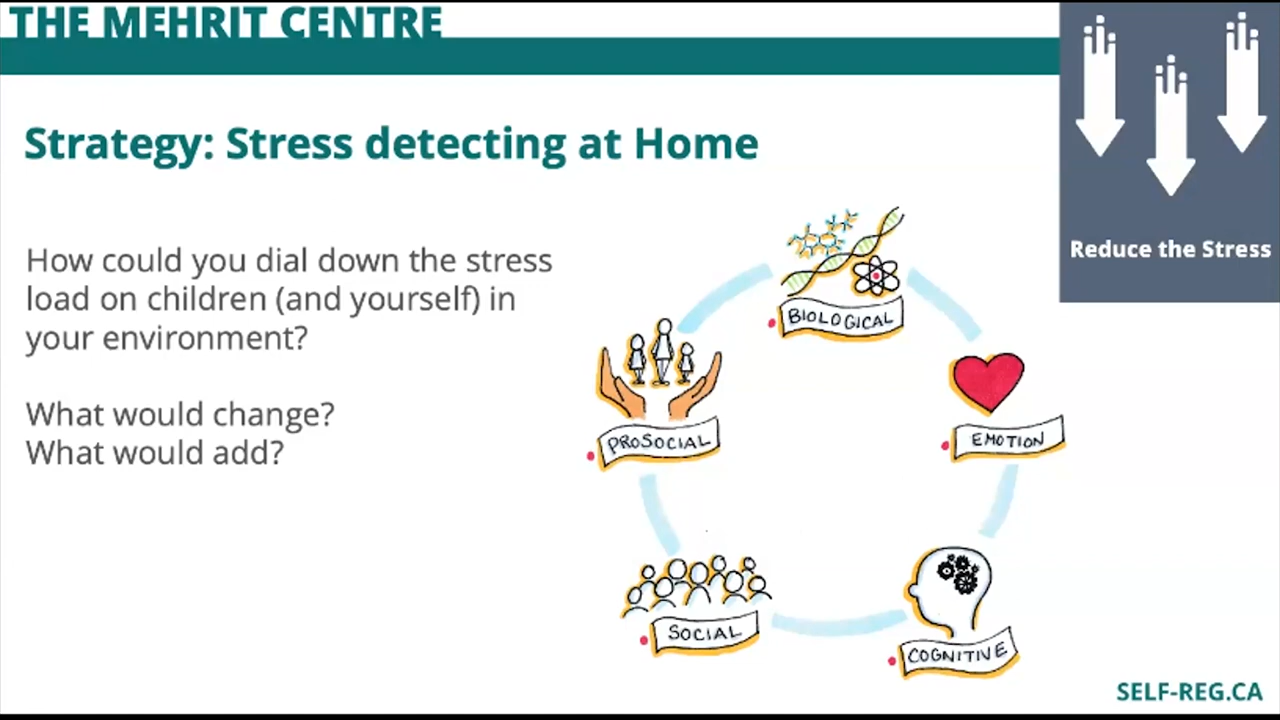 THE MEHRIT CENTRE
Strategy: Stress detecting at Home
Reduce the Stress
How could you dial down the stress
load on children (and yourself) in
your environment?
What would change?
What would add?
BIOLOGICAL
EMOTION
PROSOCIAL
SOCIAL
COGNITIVE
SELF-REG.CA